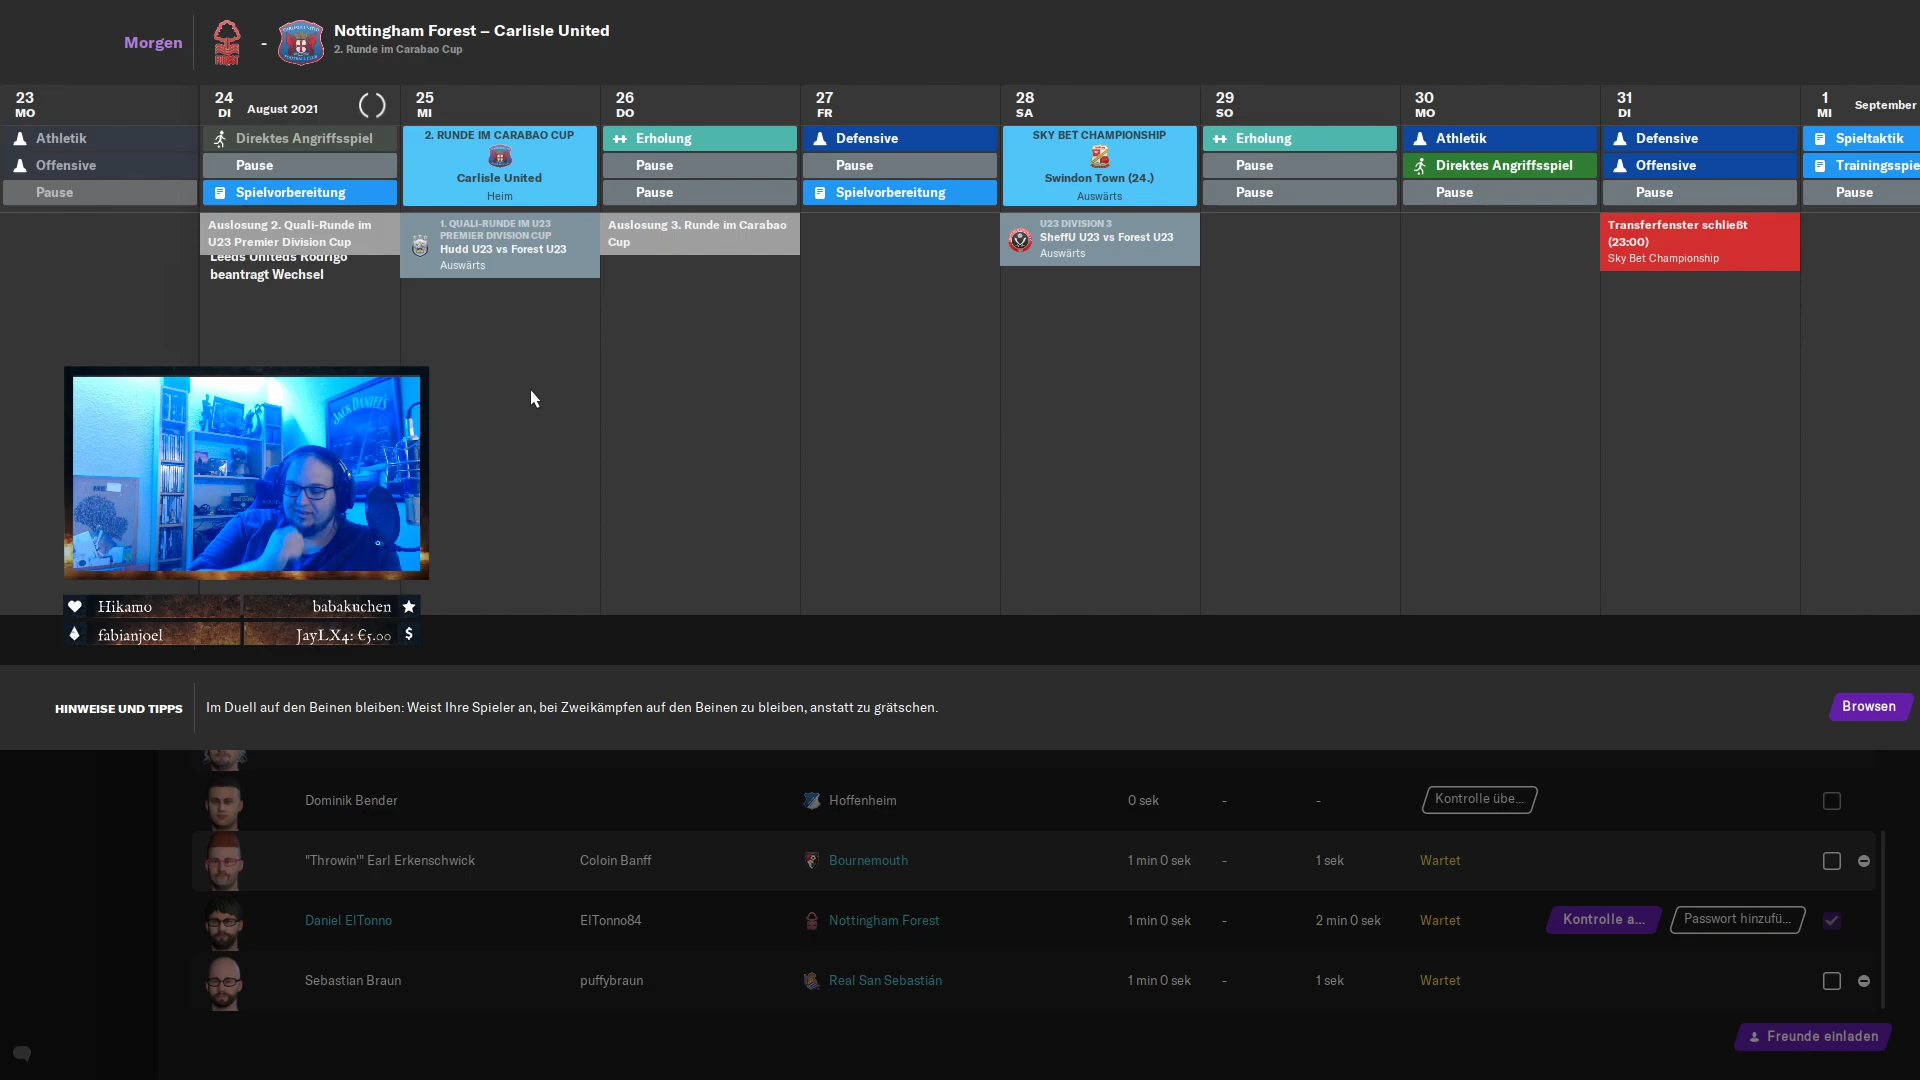 Morgen
-
Nottingham Forest – Carlisle United
2. Runde im Carabao Cup
23
MO
24
DI
August 2021
25
MI
26
DO
27
FR
28
SA
29
SO
30
MO
31
DI
1
MI
September
Athletik
Offensive
Pause
Direktes Angriffsspiel
Pause
Spielvorbereitung
2. RUNDE IM CARABAO CUP
Carlisle United
Heim
Erholung
Pause
Pause
Defensive
Pause
Spielvorbereitung
SKY BET CHAMPIONSHIP
Swindon Town (24.)
Auswärts
Erholung
Pause
Pause
Athletik
Direktes Angriffsspiel
Pause
Defensive
Offensive
Pause
Spieltaktik
Trainingsspie
Pause
Auslosung 2. Quali-Runde im
U23 Premier Division Cup
Leeds Uniteds Rodrigo
beantragt Wechsel
1. QUALI-RUNDE IM U23
PREMIER DIVISION CUP
Hudd U23 vs Forest U23
Auswärts
Auslosung 3. Runde im Carabao
Cup
U23 DIVISION 3
SheffU U23 vs Forest U23
Auswärts
Transferfenster schließt
(23:00)
Sky Bet Championship
JACK DANIEL'S
Hikamo
babakuchen
fabianjoel
JayLX4: €5.00
HINWEISE UND TIPPS
Im Duell auf den Beinen bleiben: Weist Ihre Spieler an, bei Zweikämpfen auf den Beinen zu bleiben, anstatt zu grätschen.
Browsen
Dominik Bender
Hoffenheim
0 sek
-
-
Kontrolle übe...
"Throwin'" Earl Erkenschwick
Coloin Banff
Bournemouth
1 min 0 sek
-
1 sek
Wartet
Daniel ElTonno
ElTonno84
Nottingham Forest
1 min 0 sek
-
2 min 0 sek
Wartet
Kontrolle a...
Passwort hinzufü...
Sebastian Braun
puffybraun
Real San Sebastián
1 min 0 sek
-
1 sek
Wartet
Freunde einladen